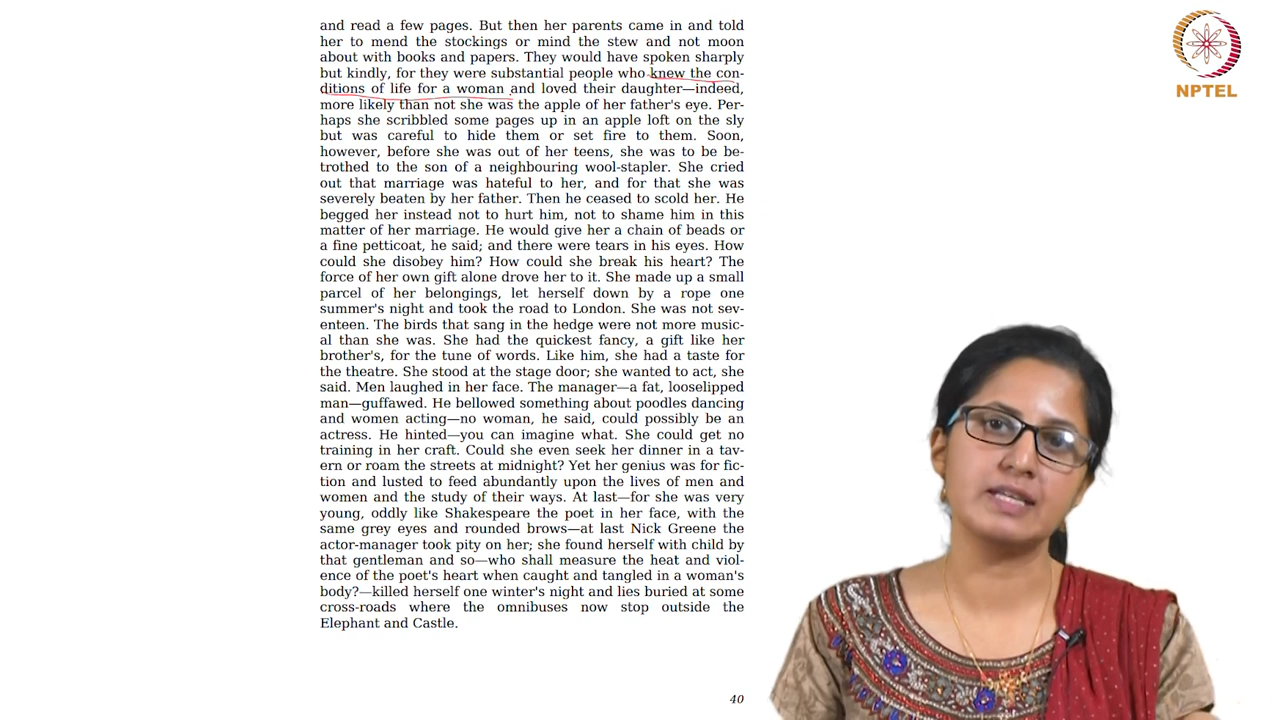 and read a few pages. But then her parents came in and told
her to mend the stockings or mind the stew and not moon
about with books and papers. They would have spoken sharply
but kindly, for they were substantial people who knew the con-
ditions of life for a woman and loved their daughter—indeed,
more likely than not she was the apple of her father's eye. Per-
haps she scribbled some pages up in an apple loft on the sly
but was careful to hide them or set fire to them. Soon,
however, before she was out of her teens, she was to be be-
trothed to the son of a neighbouring wool-stapler. She cried
out that marriage was hateful to her, and for that she was
severely beaten by her father. Then he ceased to scold her. He
begged her instead not to hurt him, not to shame him in this
matter of her marriage. He would give her a chain of beads or
a fine petticoat, he said; and there were tears in his eyes. How
could she disobey him? How could she break his heart? The
force of her own gift alone drove her to it. She made up a small
parcel of her belongings, let herself down by a rope one
summer's night and took the road to London. She was not sev-
enteen. The birds that sang in the hedge were not more music-
al than she was. She had the quickest fancy, a gift like her
brother's, for the tune of words. Like him, she had a taste for
the theatre. She stood at the stage door; she wanted to act, she
said. Men laughed in her face. The manager—a fat, looselipped
man—guffawed. He bellowed something about poodles dancing
and women acting—no woman, he said, could possibly be an
actress. He hinted—you can imagine what. She could get no
training in her craft. Could she even seek her dinner in a tav-
ern or roam the streets at midnight? Yet her genius was for fic-
tion and lusted to feed abundantly upon the lives of men and
women and the study of their ways. At last—for she was very
young, oddly like Shakespeare the poet in her face, with the
same grey eyes and rounded brows—at last Nick Greene the
actor-manager took pity on her; she found herself with child by
that gentleman and so—who shall measure the heat and viol-
ence of the poet's heart when caught and tangled in a woman's
body?—killed herself one winter's night and lies buried at some
cross-roads where the omnibuses now stop outside the
Elephant and Castle.
40
NPTEL